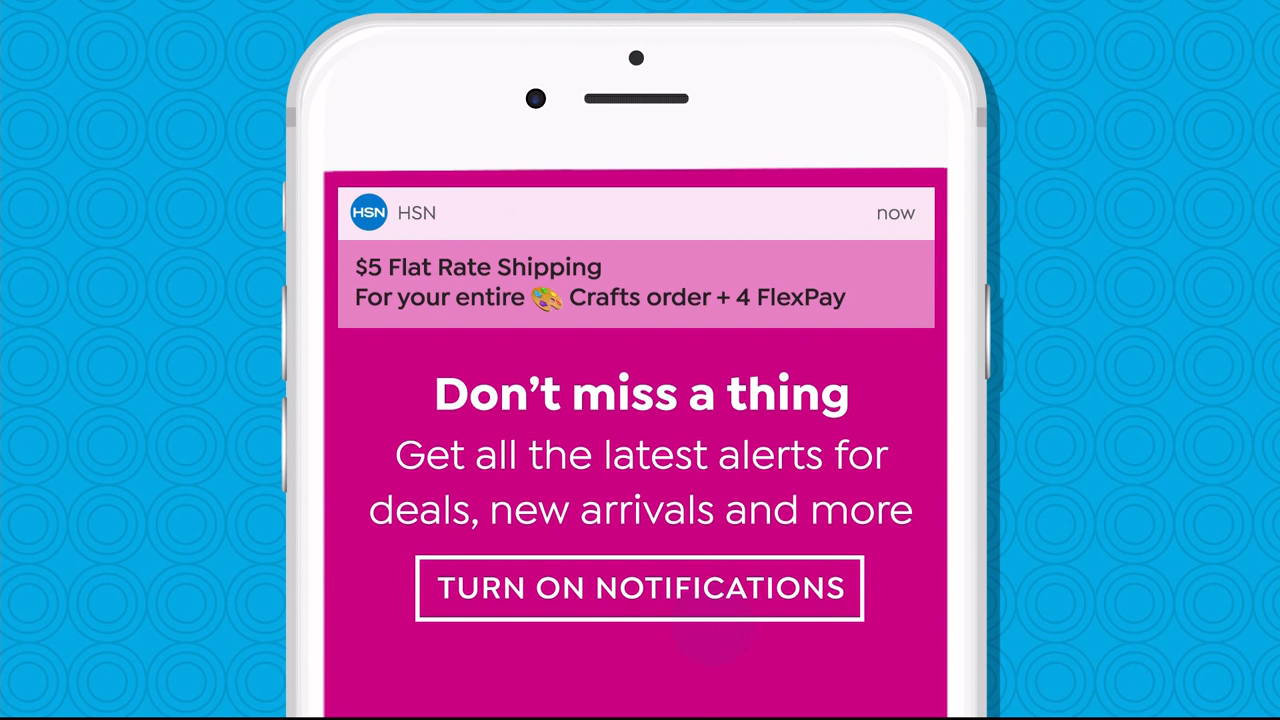 HSN HSN now
$5 Flat Rate Shipping
For your entire 🎨 Crafts order + 4 FlexPay
Don’t miss a thing
Get all the latest alerts for
deals, new arrivals and more
TURN ON NOTIFICATIONS